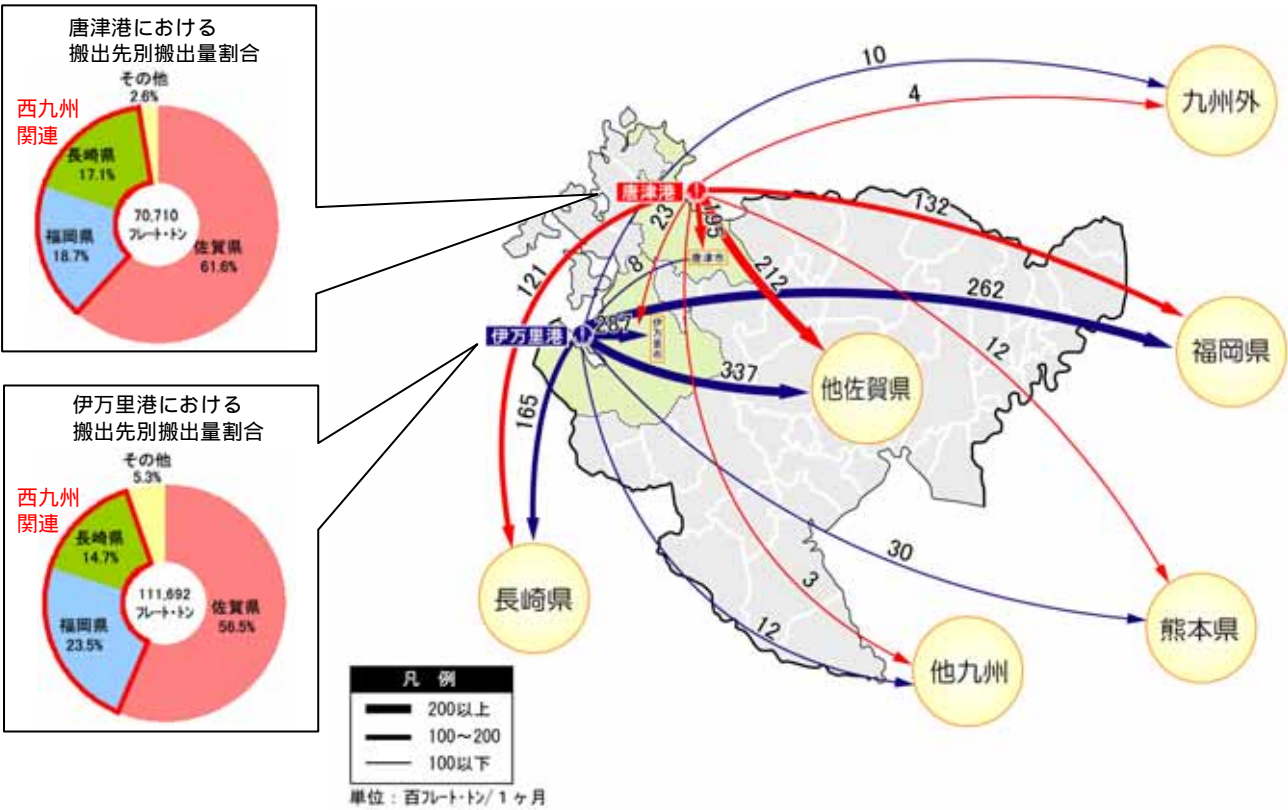 唐津港における
搬出先別搬出量割合
その他
2.6%
西九州
関連
長崎県
17.1%
70,710
フレート・トン
福岡県
18.7%
佐賀県
61.6%
伊万里港における
搬出先別搬出量割合
その他
5.3%
西九州
関連
長崎県
14.7%
111,692
フレート・トン
佐賀県
56.5%
福岡県
23.5%
10
4
九州外
唐津港
23
195
132
唐津市
8
212
121
262
伊万里港
287
伊万里市
12
福岡県
337
他佐賀県
165
30
長崎県
3
12
熊本県
他九州
凡 例
200以上
100～200
100以下
単位：百フレート・トン/１ヶ月